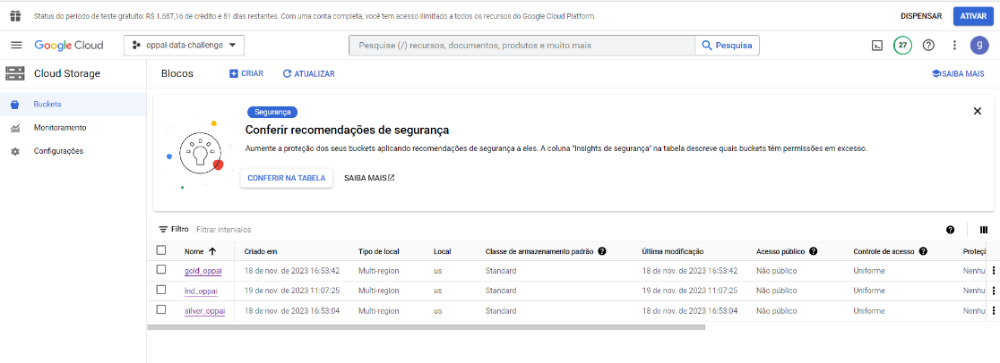 Status do período de teste gratuito: R$ 1.687,16 de crédito e 81 dias restantes. Com uma conta completa, você tem acesso ilimitado a todos os recursos do Google Cloud Platform.
DISPENSAR
ATIVAR
Google Cloud
oppai-data-challenge
Pesquise (/) recursos, documentos, produtos e muito mais
Pesquisa
27
g
Cloud Storage
Blocos
CRIAR
ATUALIZAR
SAIBA MAIS
Buckets
Monitoramento
Configurações
Segurança
Conferir recomendações de segurança
Aumente a proteção dos seus buckets aplicando recomendações de segurança a eles. A coluna "Insights de segurança" na tabela descreve quais buckets têm permissões em excesso.
CONFERIR NA TABELA
SAIBA MAIS
Filtro Filtrar intervalos
Nome Criado em Tipo de local Local Classe de armazenamento padrão Última modificação Acesso público Controle de acesso Proteçã
gold_oppai 18 de nov. de 2023 16:53:42 Multi-region us Standard 18 de nov. de 2023 16:53:42 Não público Uniforme Nenhu
lnd_oppai 19 de nov. de 2023 11:07:25 Multi-region us Standard 19 de nov. de 2023 11:07:25 Não público Uniforme Nenhu
silver_oppai 18 de nov. de 2023 16:53:04 Multi-region us Standard 18 de nov. de 2023 16:53:04 Não público Uniforme Nenhu